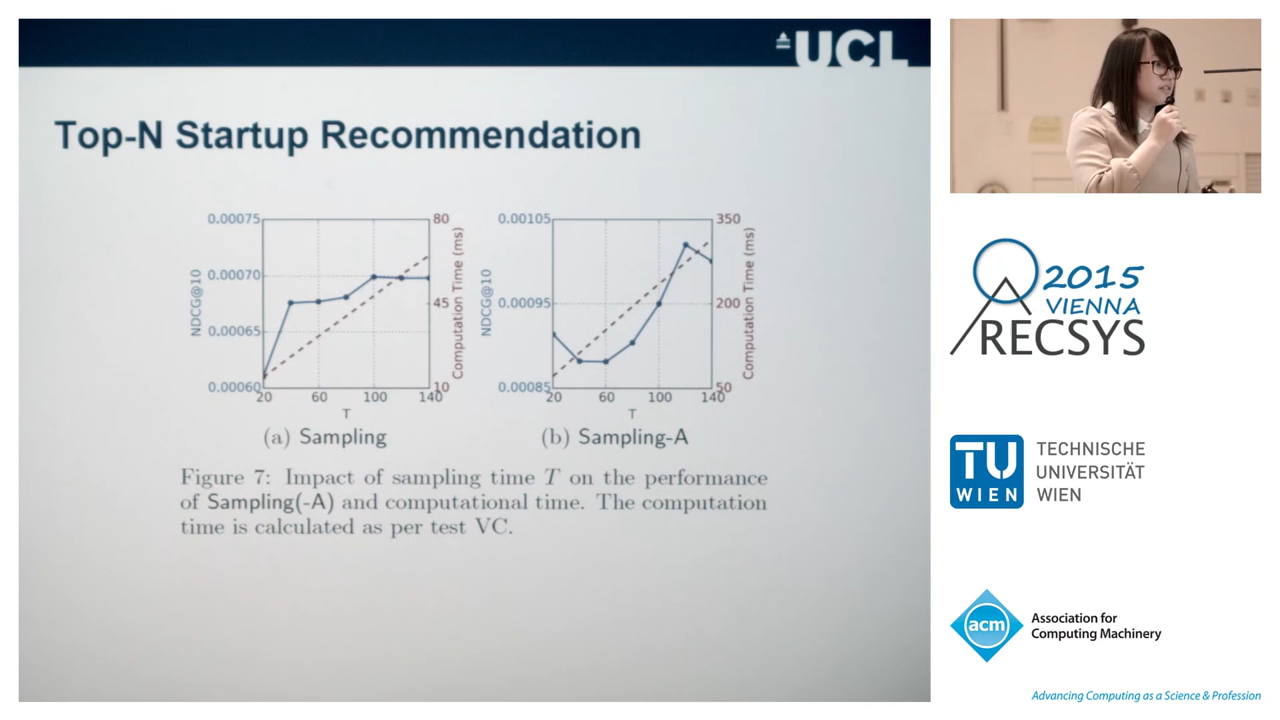 UCL
Top-N Startup Recommendation
0.00075
0.00070
0.00065
0.00060
NDCG@10
80
45
10
Computation Time (ms)
20
60
100
140
T
(a) Sampling
0.00105
0.00095
0.00085
NDCG@10
350
200
50
Computation Time (ms)
20
60
100
140
T
(b) Sampling-A
Figure 7: Impact of sampling time T on the performance
of Sampling(-A) and computational time. The computation
time is calculated as per test VC.
2015
VIENNA
RECSYS
TU
WIEN
TECHNISCHE
UNIVERSITÄT
WIEN
acm
Association for
Computing Machinery
Advancing Computing as a Science & Profession